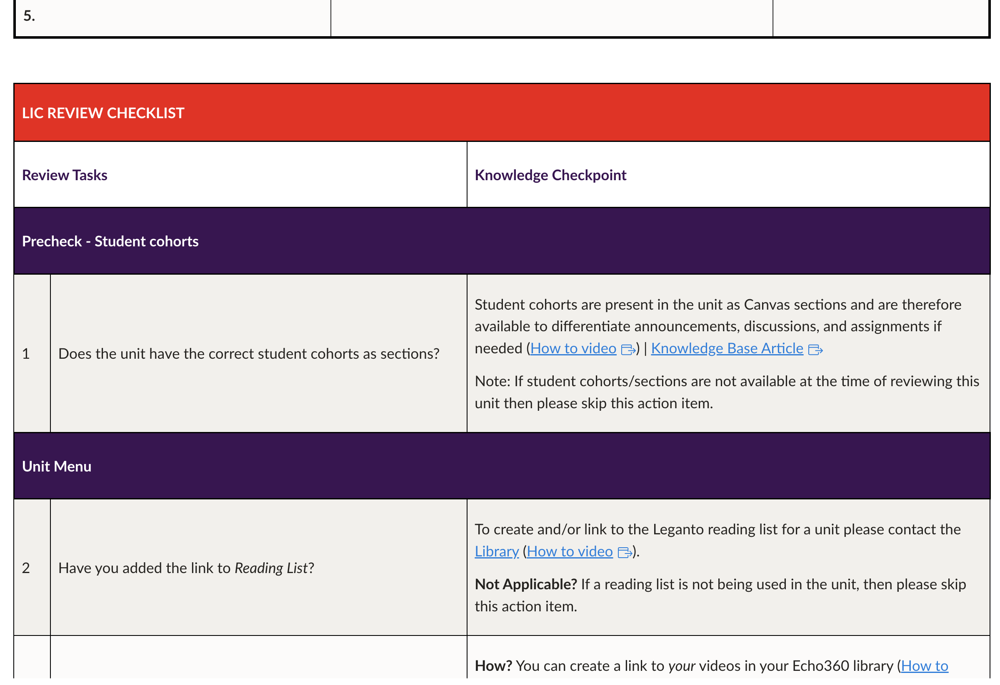 5.
LIC REVIEW CHECKLIST
Review Tasks
Knowledge Checkpoint
Precheck - Student cohorts
1
Does the unit have the correct student cohorts as sections?
Student cohorts are present in the unit as Canvas sections and are therefore
available to differentiate announcements, discussions, and assignments if
needed (How to video) | Knowledge Base Article
Note: If student cohorts/sections are not available at the time of reviewing this
unit then please skip this action item.
Unit Menu
2
Have you added the link to Reading List?
To create and/or link to the Leganto reading list for a unit please contact the
Library (How to video).
Not Applicable? If a reading list is not being used in the unit, then please skip
this action item.
How? You can create a link to your videos in your Echo360 library (How to